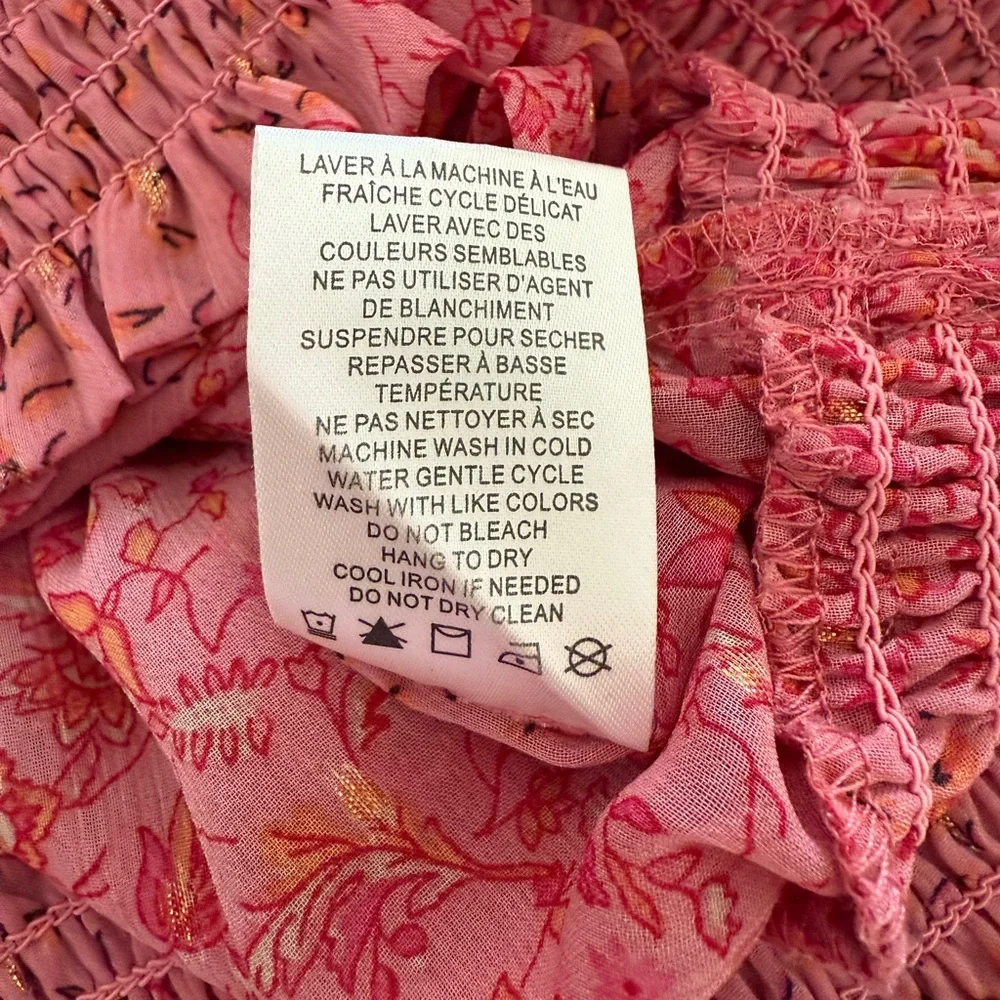 LAVER À LA MACHINE À L'EAU
FRAÎCHE CYCLE DÉLICAT
LAVER AVEC DES
COULEURS SEMBLABLES
NE PAS UTILISER D'AGENT
DE BLANCHIMENT
SUSPENDRE POUR SECHER
REPASSER À BASSE
TEMPÉRATURE
NE PAS NETTOYER À SEC
MACHINE WASH IN COLD
WATER GENTLE CYCLE
WASH WITH LIKE COLORS
DO NOT BLEACH
HANG TO DRY
COOL IRON IF NEEDED
DO NOT DRY CLEAN